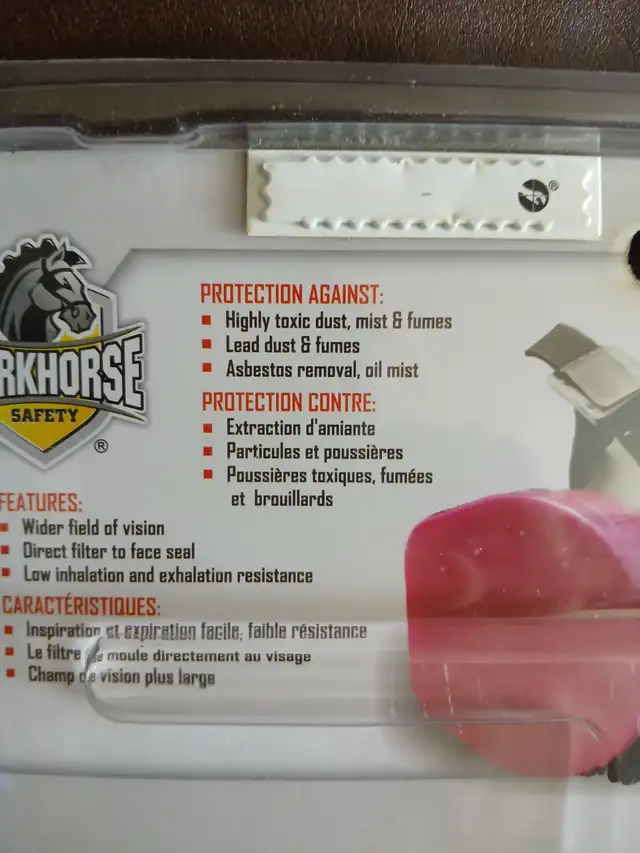 ®
RKHORSE
SAFETY
®
PROTECTION AGAINST:
Highly toxic dust, mist & fumes
Lead dust & fumes
Asbestos removal, oil mist
PROTECTION CONTRE:
Extraction d'amiante
Particules et poussières
Poussières toxiques, fumées
et brouillards
FEATURES:
Wider field of vision
Direct filter to face seal
Low inhalation and exhalation resistance
CARACTÉRISTIQUES:
Inspiration et expiration facile, faible résistance
Le filtre se moule directement au visage
Champ de vision plus large